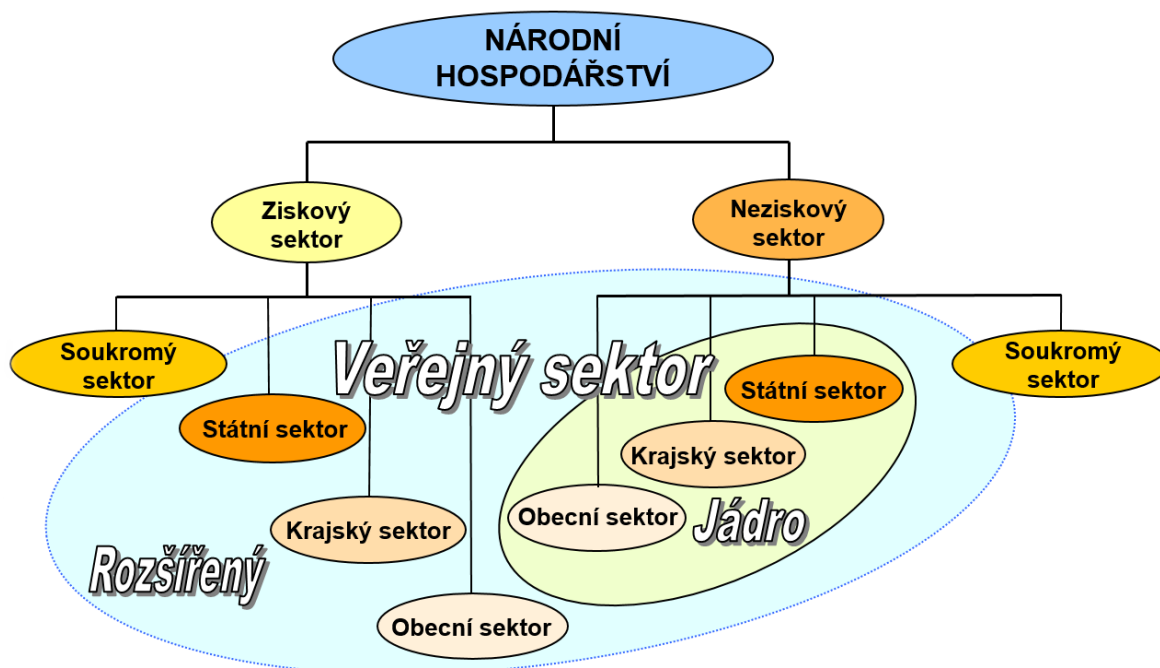 NÁRODNÍ
HOSPODÁŘSTVÍ
Ziskový
sektor
Neziskový
sektor
Soukromý
sektor
Veřejný sektor
Soukromý
sektor
Státní sektor
Státní sektor
Krajský sektor
Krajský sektor
Obecní sektor
Jádro
Rozšířený
Obecní sektor